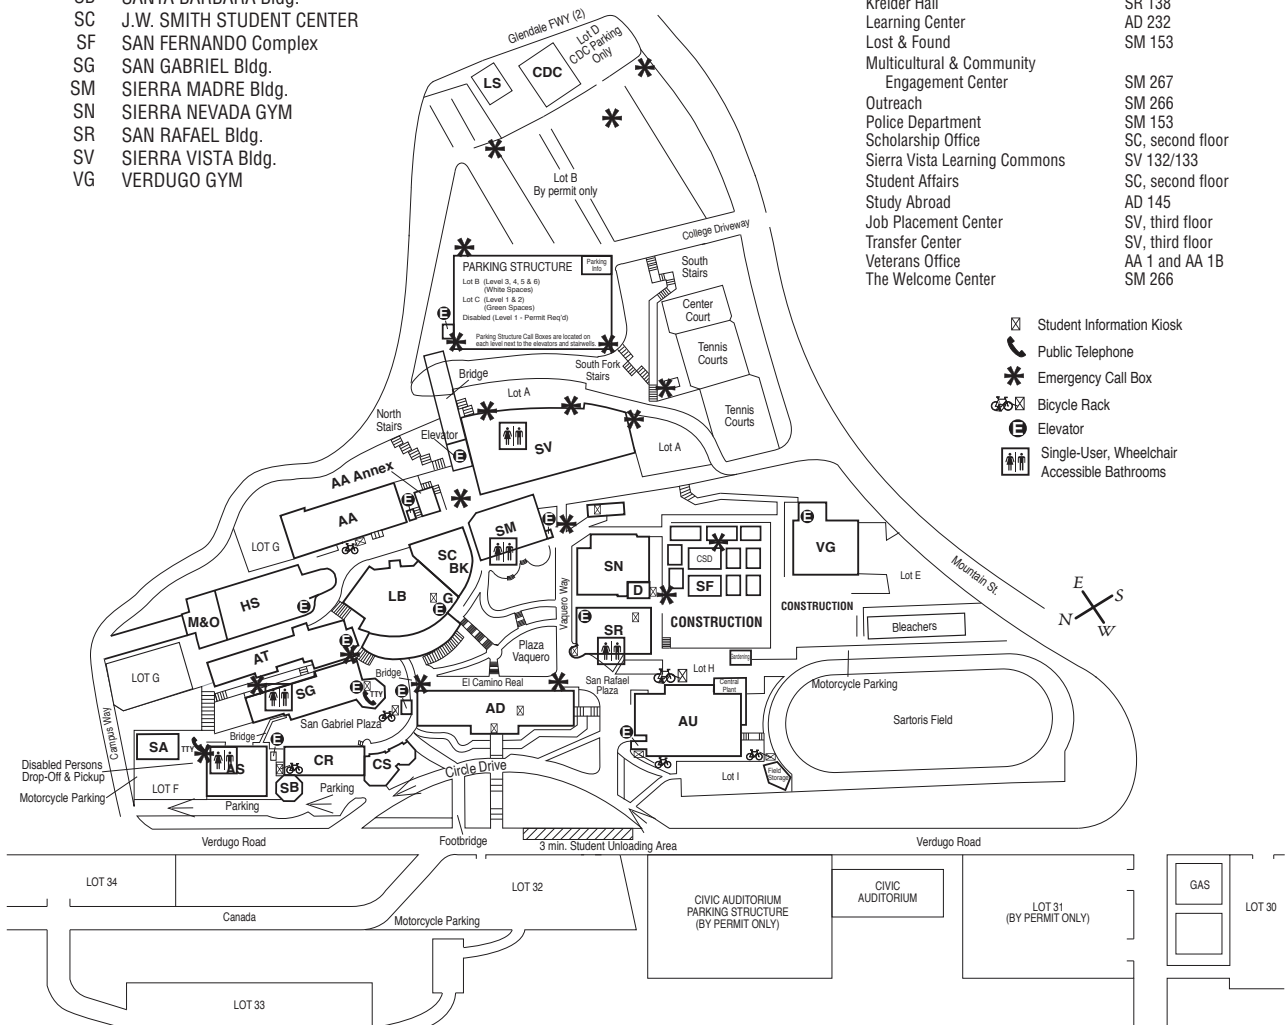 SANTA BARBARA Bldg.
SC J.W. SMITH STUDENT CENTER
SF SAN FERNANDO Complex
SG SAN GABRIEL Bldg.
SM SIERRA MADRE Bldg.
SN SIERRA NEVADA GYM
SR SAN RAFAEL Bldg.
SV SIERRA VISTA Bldg.
VG VERDUGO GYM
Kreider Hall SR 138
Learning Center AD 232
Lost & Found SM 153
Multicultural & Community
Engagement Center SM 267
Outreach SM 266
Police Department SM 153
Scholarship Office SC, second floor
Sierra Vista Learning Commons SV 132/133
Student Affairs SC, second floor
Study Abroad AD 145
Job Placement Center SV, third floor
Transfer Center SV, third floor
Veterans Office AA 1 and AA 1B
The Welcome Center SM 266
Student Information Kiosk
Public Telephone
Emergency Call Box
Bicycle Rack
E Elevator
Single-User, Wheelchair
Accessible Bathrooms
Glendale FWY (2)
Lot D
CDC Parking
Only
LS
CDC
Lot B
By permit only
College Driveway
PARKING STRUCTURE
Parking
Info
Lot B (Level 3, 4, 5 & 6)
(White Spaces)
Lot C (Level 1 & 2)
(Green Spaces)
Disabled (Level 1 - Permit Req'd)
Parking Structure Call Boxes are located on
each level next to the elevators and stairwells.
E
South
Stairs
Center
Court
Tennis
Courts
Tennis
Courts
South Fork
Stairs
Bridge
Lot A
North
Stairs
Elevator
E
SV
Lot A
AA Annex
E
AA
LOT G
SM
E
SC
BK
LB
G
E
HS
E
M&O
AT
E
LOT G
SG
E
TTY
Bridge
E
San Gabriel Plaza
Bridge
E
SA
TTY
AS
CR
CS
SB
LOT F
Parking
Parking
Campus Way
Disabled Persons
Drop-Off & Pickup
Motorcycle Parking
Vaquero Way
Plaza
Vaquero
El Camino Real
AD
Circle Drive
SN
D
CSD
SF
E
SR
CONSTRUCTION
San Rafael
Plaza
Lot H
Gardening
Central
Plant
AU
E
Lot I
Field
Storage
E
VG
Lot E
CONSTRUCTION
Bleachers
Motorcycle Parking
Sartoris Field
Mountain St.
E
S
N
W
Verdugo Road
Footbridge
3 min. Student Unloading Area
Verdugo Road
LOT 34
Canada
Motorcycle Parking
LOT 32
LOT 33
CIVIC AUDITORIUM
PARKING STRUCTURE
(BY PERMIT ONLY)
CIVIC
AUDITORIUM
LOT 31
(BY PERMIT ONLY)
GAS
LOT 30